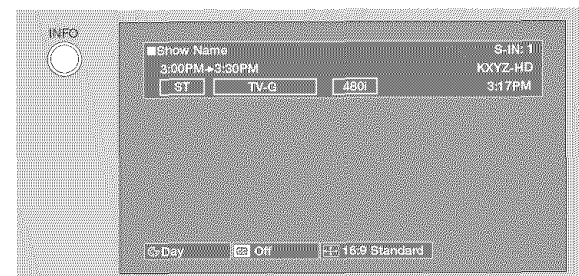 INFO
■Show Name S-IN: 1
3:00PM→3:30PM KXYZ-HD
ST TV-G 480i 3:17PM
Day Off 16:9 Standard